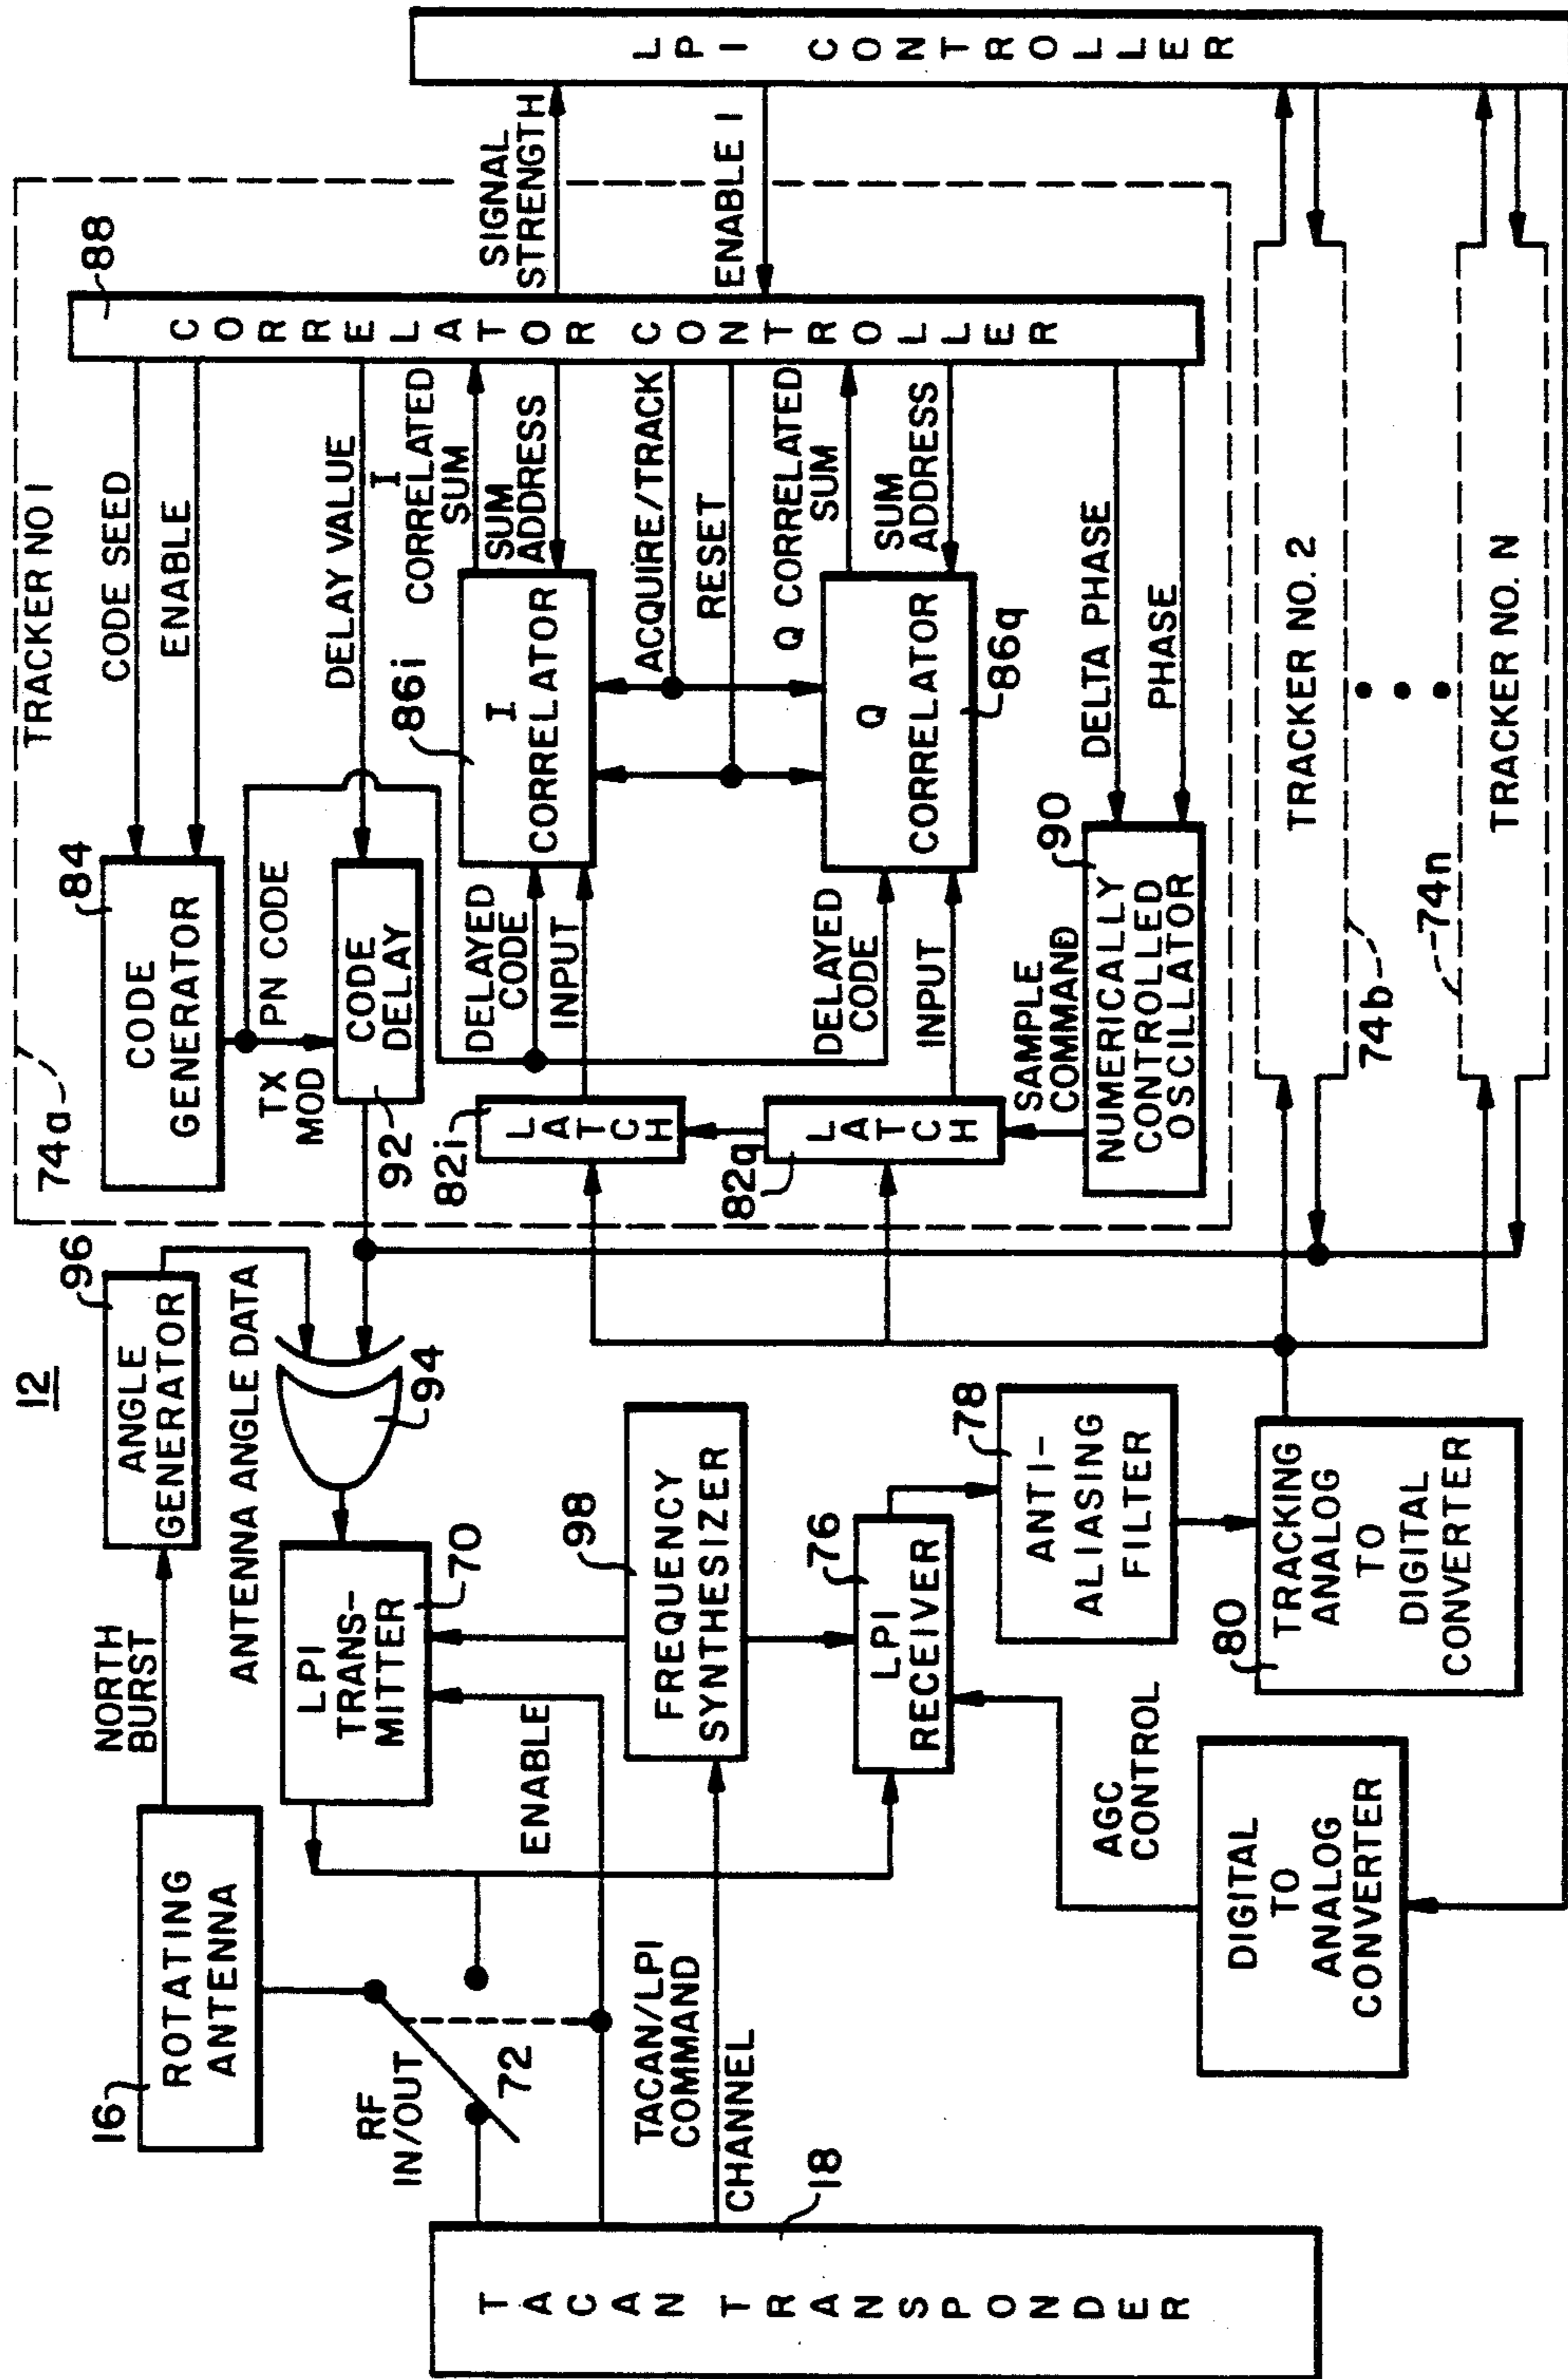 12
16
ROTATING
ANTENNA
NORTH
BURST
96
ANGLE
GENERATOR
ANTENNA ANGLE DATA
94
LPI
TRANS-
MITTER
70
RF
IN/OUT
72
ENABLE
TACAN/LPI
COMMAND
CHANNEL
18
TACAN TRANSPONDER
98
FREQUENCY
SYNTHESIZER
76
LPI
RECEIVER
78
ANTI-
ALIASING
FILTER
80
TRACKING
ANALOG
TO
DIGITAL
CONVERTER
AGC
CONTROL
DIGITAL
TO
ANALOG
CONVERTER
TRACKER NO 1
74a
84
CODE
GENERATOR
CODE SEED
ENABLE
PN CODE
TX
MOD
CODE
DELAY
92
DELAY VALUE
88
CORRELATOR CONTROLLER
I
CORRELATED
SUM
SUM
ADDRESS
86i
I
CORRELATOR
DELAYED
CODE
INPUT
82i
LATCH
ACQUIRE/TRACK
RESET
Q CORRELATED
SUM
SUM
ADDRESS
Q
CORRELATOR
86q
DELAYED
CODE
INPUT
82q
LATCH
SAMPLE
COMMAND
90
NUMERICALLY
CONTROLLED
OSCILLATOR
DELTA PHASE
PHASE
SIGNAL
STRENGTH
ENABLE 1
LPI CONTROLLER
TRACKER NO. 2
74b
74n
TRACKER NO. N